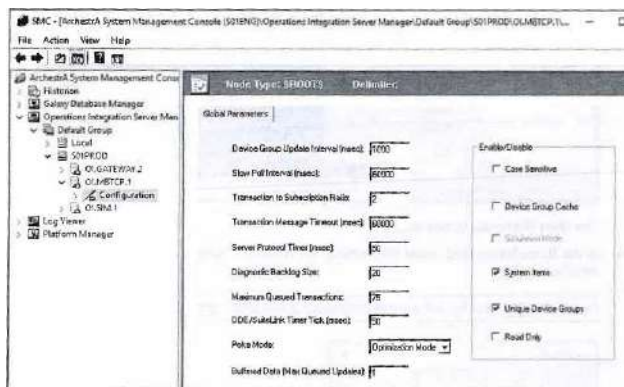 SMC - [ArchestrA System Management Console (S01ENG)\Operations Integration Server Manager\Default Group\S01PROD\OI.MBTCP.1\...
File Action View Help
ArchestrA System Management Conso
Historian
Galaxy Database Manager
Operations Integration Server Man
Default Group
Local
S01PROD
OI.GATEWAY.2
OI.MBTCP.1
Configuration
OI.SIM.1
Log Viewer
Platform Manager
Node Type: $ROOT$ Delimiter:
Global Parameters
Device Group Update Interval (msec): 1000
Slow Poll Interval (msec): 60000
Transaction to Subscription Ratio: 2
Transaction Message Timeout (msec): 60000
Server Protocol Timer (msec): 50
Diagnostic Backlog Size: 20
Maximum Queued Transactions: 75
DDE/SuiteLink Timer Tick (msec): 50
Poke Mode: Optimization Mode
Buffered Data (Max Queued Updates): 1
Enable/Disable
Case Sensitive
Device Group Cache
Simulation Mode
System Items
Unique Device Groups
Read Only